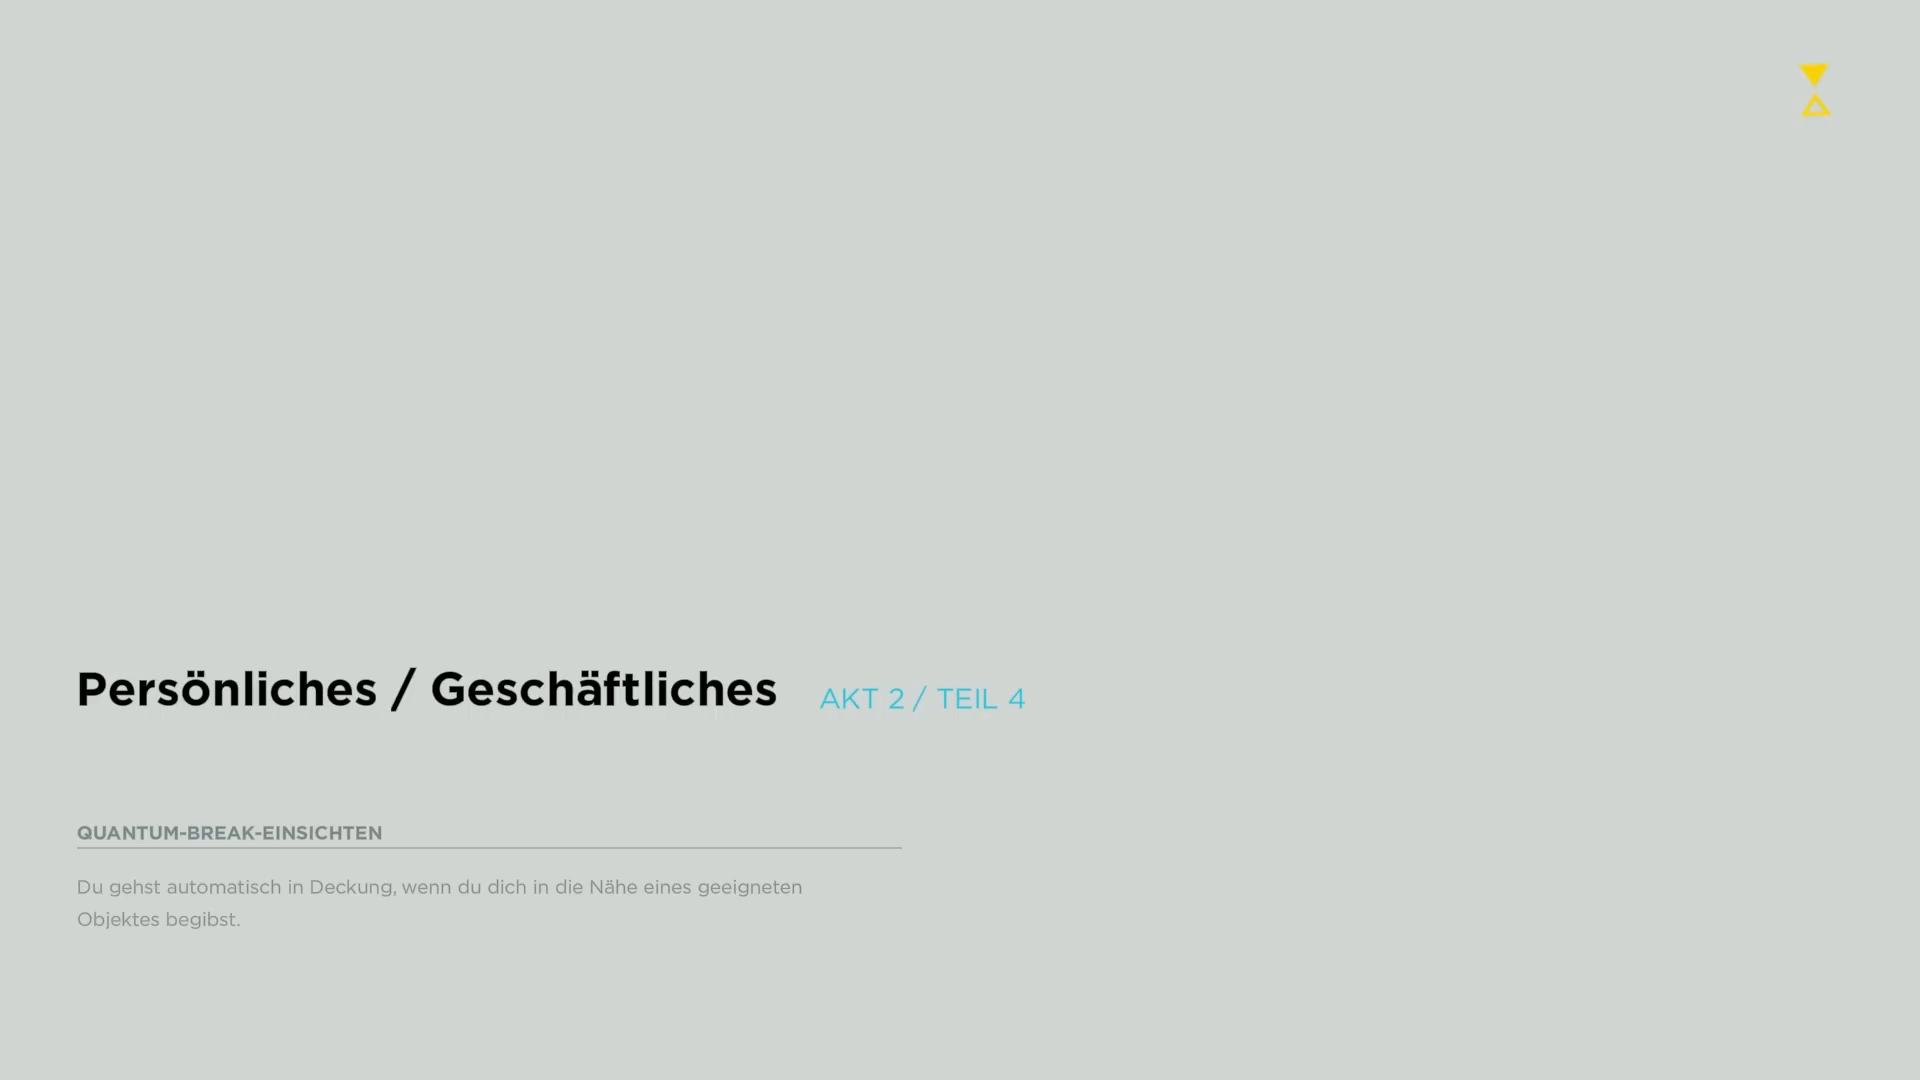 Persönliches / Geschäftliches AKT 2 / TEIL 4
QUANTUM-BREAK-EINSICHTEN
Du gehst automatisch in Deckung, wenn du dich in die Nähe eines geeigneten
Objektes begibst.